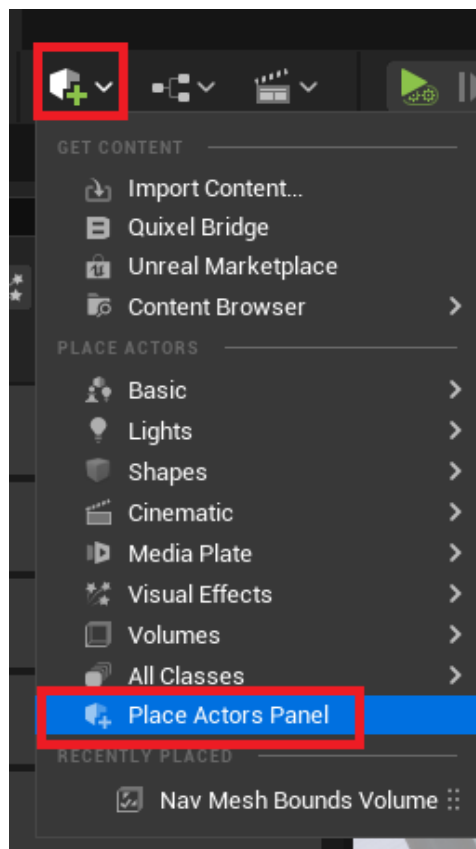 GET CONTENT
Import Content...
Quixel Bridge
Unreal Marketplace
Content Browser
PLACE ACTORS
Basic
Lights
Shapes
Cinematic
Media Plate
Visual Effects
Volumes
All Classes
Place Actors Panel
RECENTLY PLACED
Nav Mesh Bounds Volume